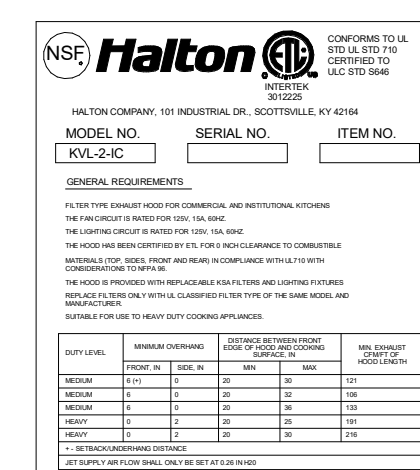 NSF
Halton
ETL
LISTED
US
CONFORMS TO UL
STD UL STD 710
CERTIFIED TO
ULC STD S646
INTERTEK
3012225
HALTON COMPANY, 101 INDUSTRIAL DR., SCOTTSVILLE, KY 42164
MODEL NO. SERIAL NO. ITEM NO.
KVL-2-IC
GENERAL REQUIREMENTS
FILTER TYPE EXHAUST HOOD FOR COMMERCIAL AND INSTITUTIONAL KITCHENS
THE FAN CIRCUIT IS RATED FOR 125V, 15A, 60HZ.
THE LIGHTING CIRCUIT IS RATED FOR 125V, 15A, 60HZ.
THE HOOD HAS BEEN CERTIFIED BY ETL FOR 0 INCH CLEARANCE TO COMBUSTIBLE
MATERIALS (TOP, SIDES, FRONT AND REAR) IN COMPLIANCE WITH UL710 WITH
CONSIDERATIONS TO NFPA 96.
THE HOOD IS PROVIDED WITH REPLACEABLE KSA FILTERS AND LIGHTING FIXTURES
REPLACE FILTERS ONLY WITH UL CLASSIFIED FILTER TYPE OF THE SAME MODEL AND
MANUFACTURER.
SUITABLE FOR USE TO HEAVY DUTY COOKING APPLIANCES.
DUTY LEVEL
MINIMUM OVERHANG
DISTANCE BETWEEN FRONT
EDGE OF HOOD AND COOKING
SURFACE, IN
MIN. EXHAUST
CFM/FT OF
HOOD LENGTH
FRONT, IN SIDE, IN MIN MAX
MEDIUM 6 (+) 0 20 30 121
MEDIUM 6 0 20 32 106
MEDIUM 6 0 20 36 133
HEAVY 0 2 20 25 191
HEAVY 0 2 20 30 216
+ - SETBACK/UNDERHANG DISTANCE
JET SUPPLY AIR FLOW SHALL ONLY BE SET AT 0.26 IN H20